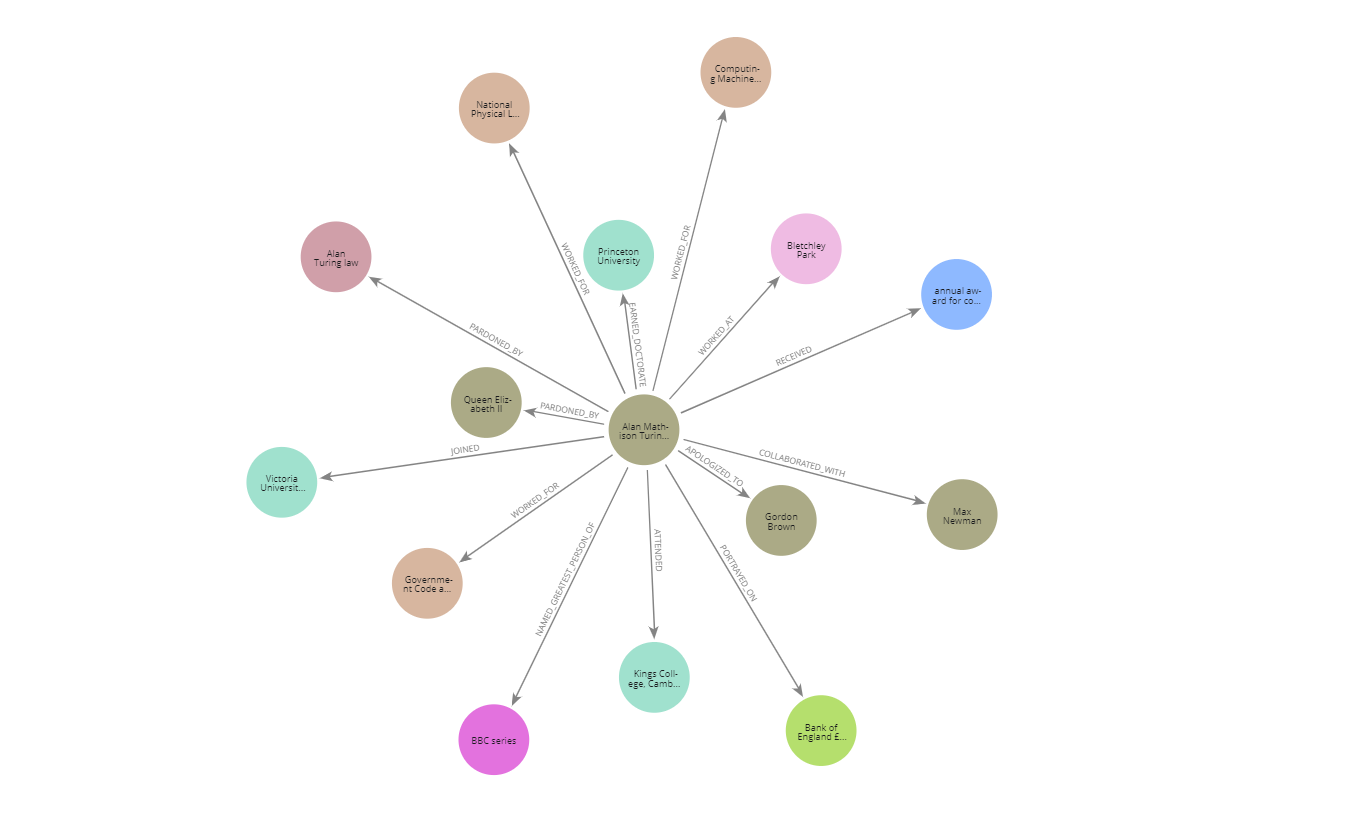 Computin-
g Machine...
National
Physical L...
WORKED_FOR
WORKED_FOR
Princeton
University
Bletchley
Park
Alan
Turing law
annual aw-
ard for co...
EARNED_DOCTORATE
WORKED_AT
PARDONED_BY
RECEIVED
Queen Eliz-
abeth II
PARDONED_BY
Alan Math-
ison Turin...
JOINED
APOLOGIZED_TO
COLLABORATED_WITH
Victoria
Universit...
WORKED_FOR
Gordon
Brown
Max
Newman
NAMED_GREATEST_PERSON_OF
ATTENDED
PORTRAYED_ON
Governme-
nt Code a...
Kings Coll-
ege, Camb...
BBC series
Bank of
England £...